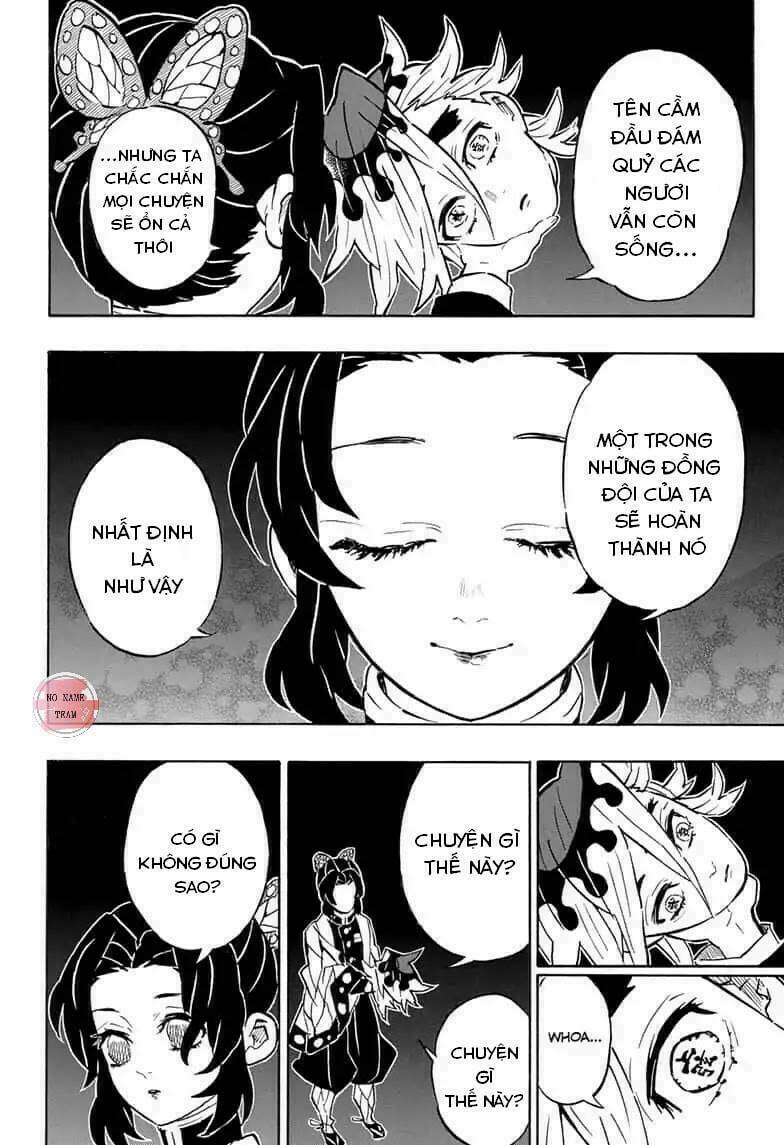 TÊN CẦM
ĐẦU ĐÁM
QUỶ CÁC
NGƯƠI
VẪN CÒN
SỐNG...
...NHƯNG TA
CHẮC CHẮN
MỌI CHUYỆN
SẼ ỔN CẢ
THÔI
MỘT TRONG
NHỮNG ĐỒNG
ĐỘI CỦA TA
SẼ HOÀN
THÀNH NÓ
NHẤT ĐỊNH
LÀ
NHƯ VẬY
NO NAME
TEAM
WHOA...
CHUYỆN GÌ
THẾ NÀY?
CHUYỆN
GÌ
THẾ NÀY?
CÓ GÌ
KHÔNG ĐÚNG
SAO?